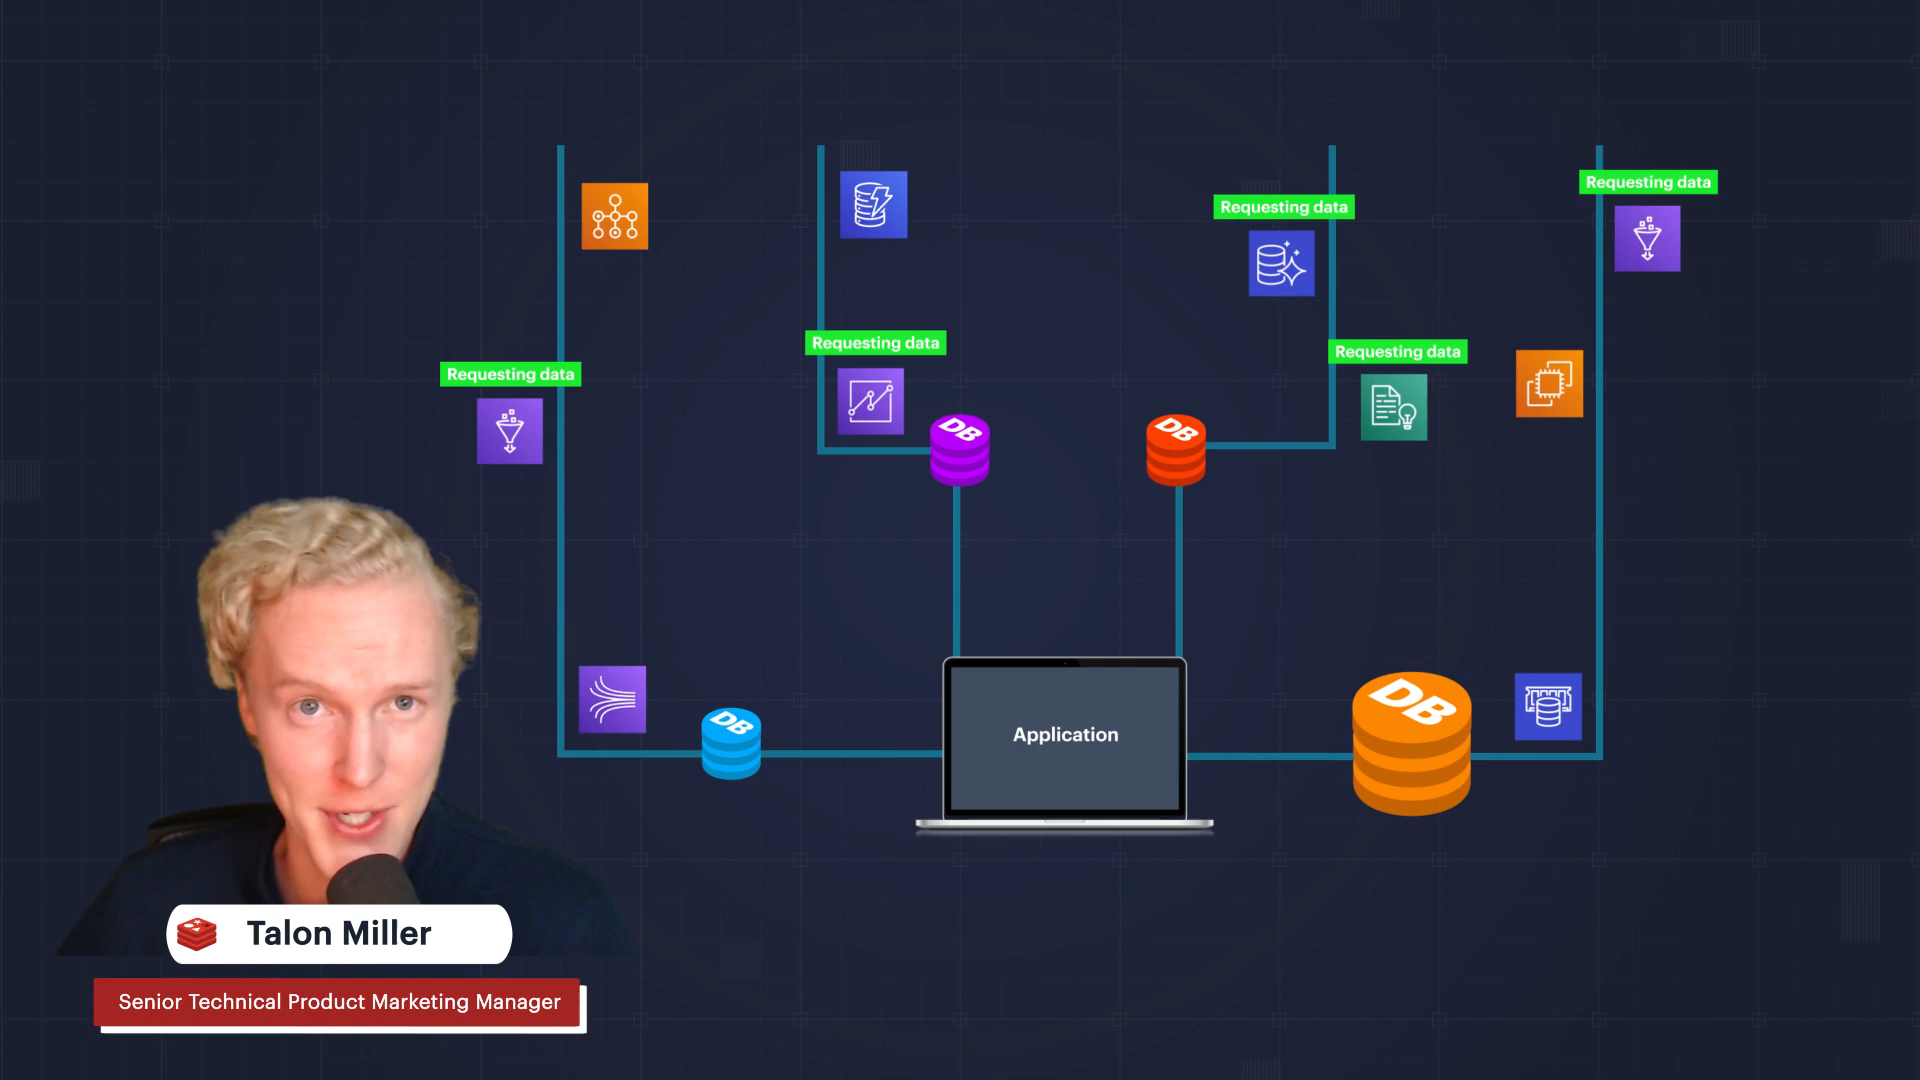 Requesting data
Requesting data
Requesting data
Requesting data
Requesting data
DB
DB
DB
DB
Application
Talon Miller
Senior Technical Product Marketing Manager